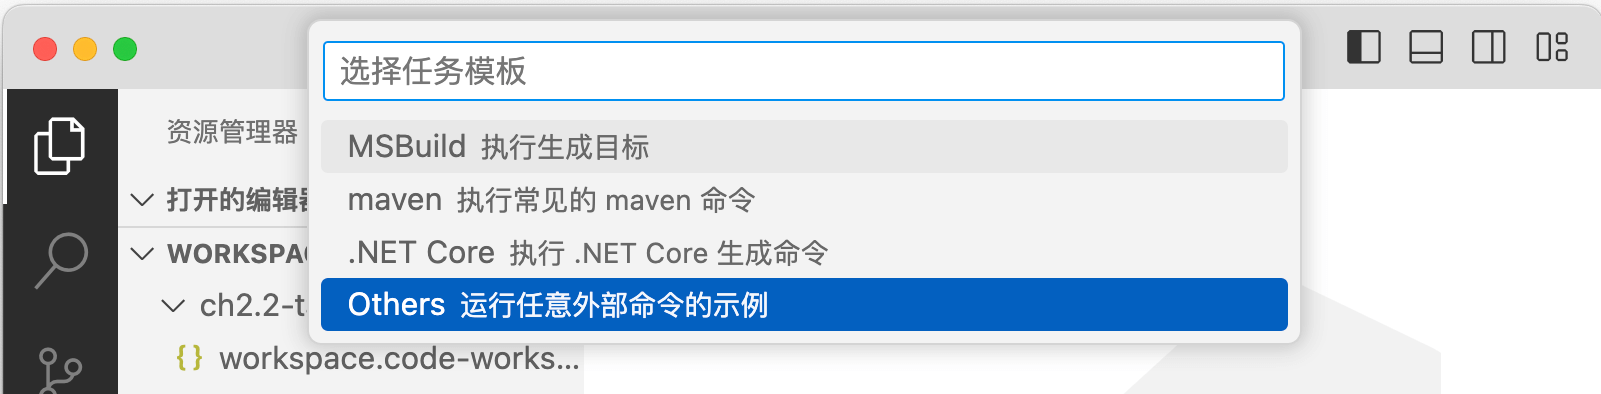 选择任务模板
MSBuild 执行生成目标
maven 执行常见的 maven 命令
.NET Core 执行 .NET Core 生成命令
Others 运行任意外部命令的示例
资源管理器
打开的编辑
WORKSPA
ch2.2-t
{} workspace.code-works...